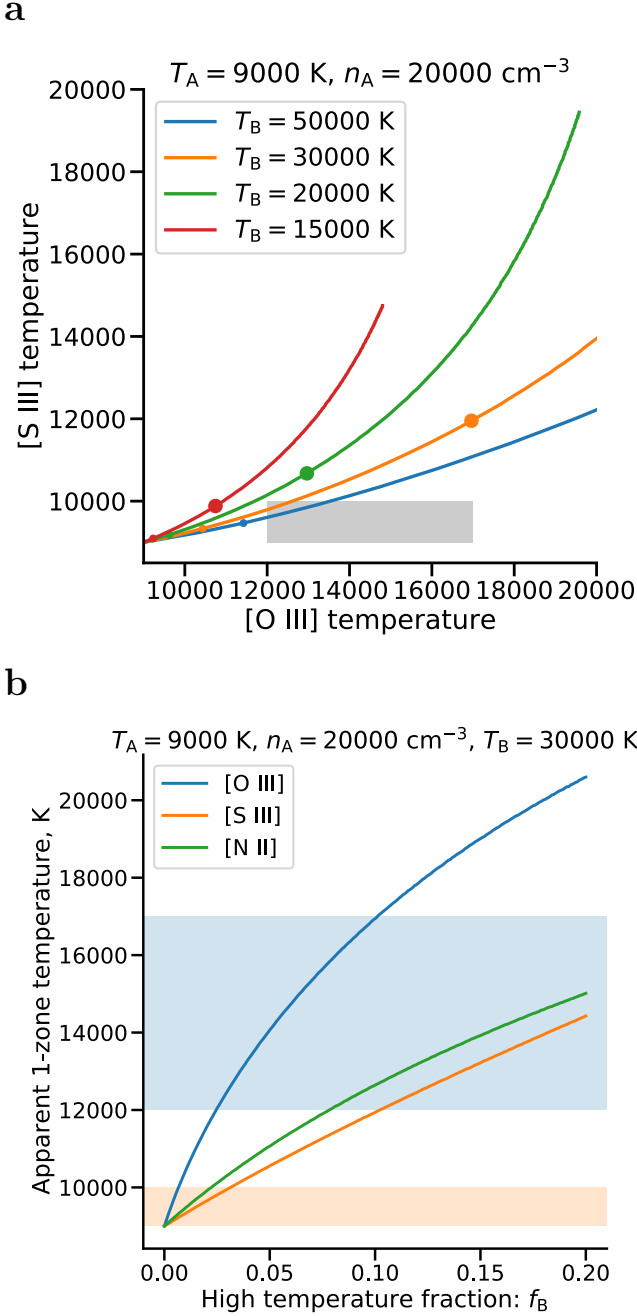 a
T_A = 9000 K, n_A = 20000 cm⁻³
20000
18000
16000
14000
12000
10000
[S III] temperature
T_B = 50000 K
T_B = 30000 K
T_B = 20000 K
T_B = 15000 K
10000 12000 14000 16000 18000 20000
[O III] temperature
b
T_A = 9000 K, n_A = 20000 cm⁻³, T_B = 30000 K
20000
18000
16000
14000
12000
10000
Apparent 1-zone temperature, K
[O III]
[S III]
[N II]
0.00 0.05 0.10 0.15 0.20
High temperature fraction: f_B